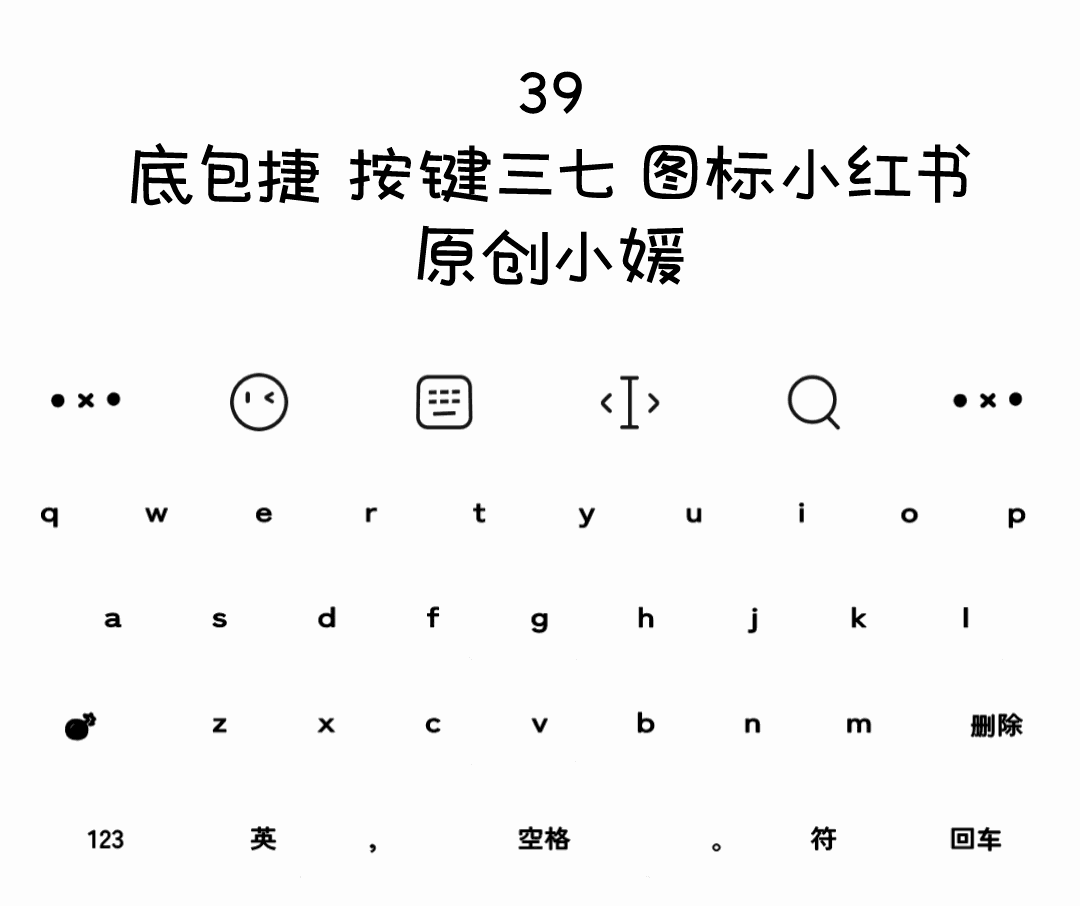 39
底包捷 按键三七 图标小红书
原创小媛
q w e r t y u i o p
a s d f g h j k l
z x c v b n m 删除
123 英 , 空格 。 符 回车